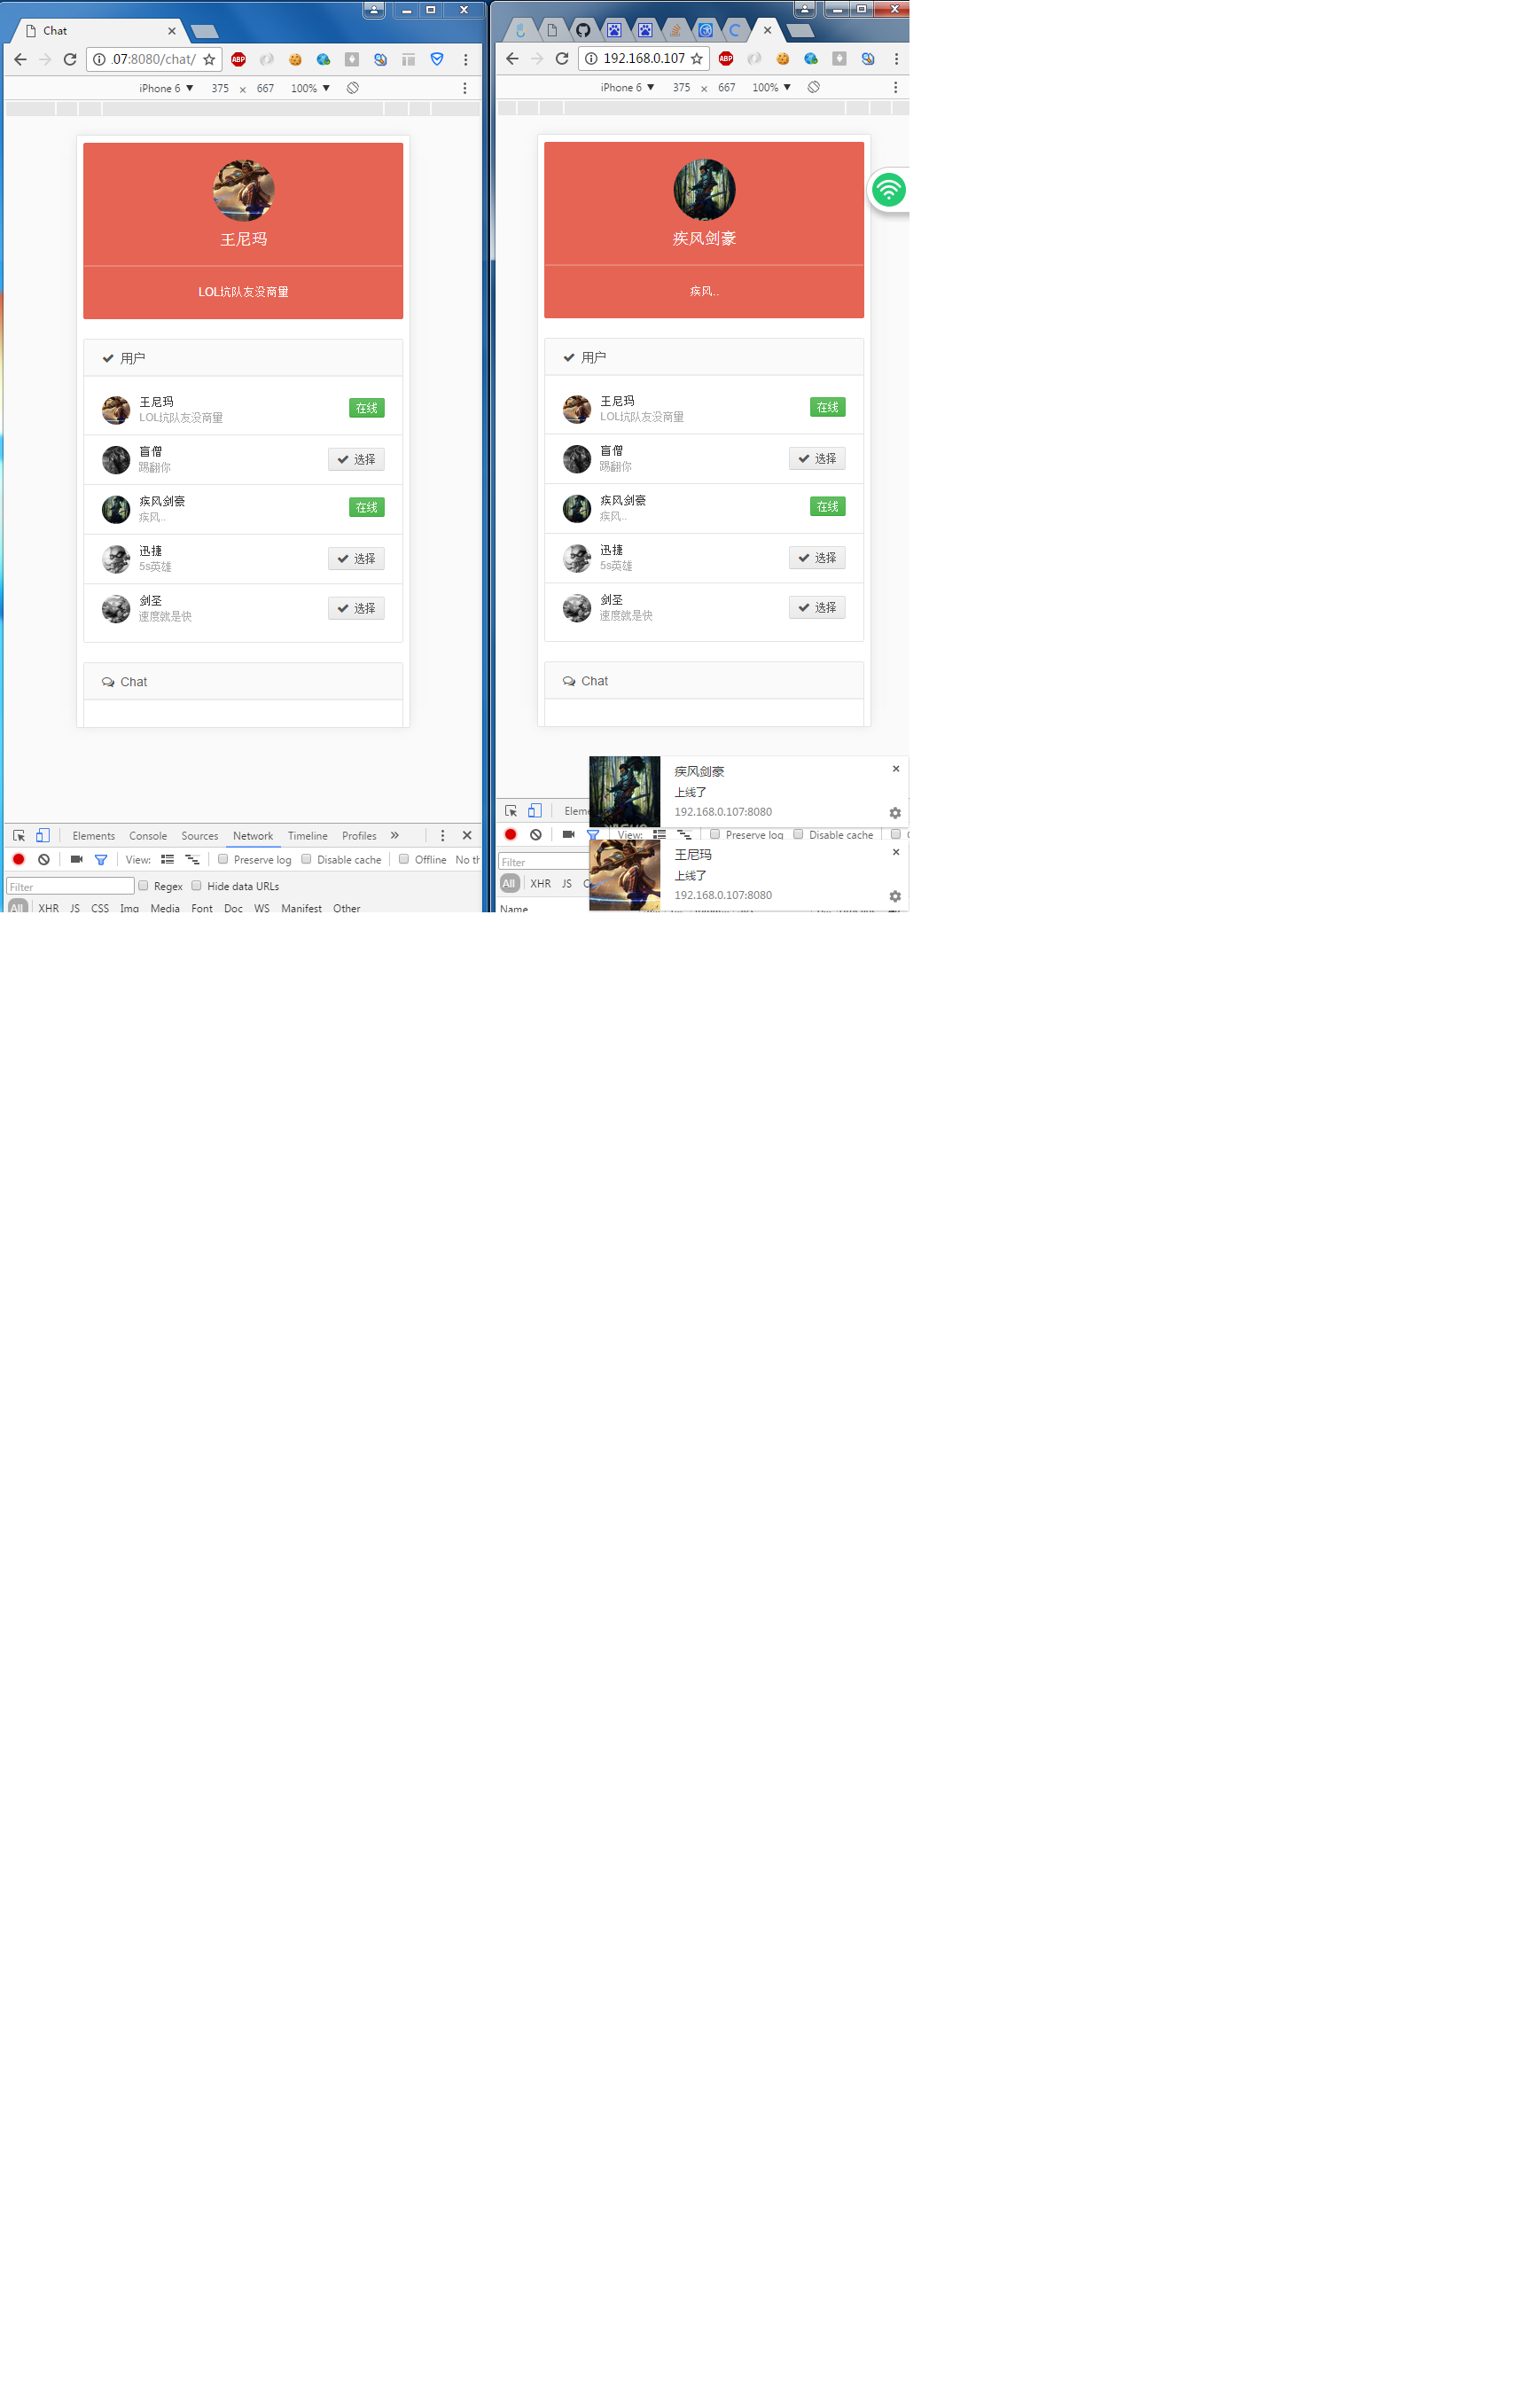 Chat
07:8080/chat/
iPhone 6 ▼ 375 × 667 100% ▼
王尼玛
LOL坑队友没商量
用户
王尼玛
LOL坑队友没商量
在线
盲僧
踢翻你
选择
疾风剑豪
疾风..
在线
迅捷
5s英雄
选择
剑圣
速度就是快
选择
Chat
Elements Console Sources Network Timeline Profiles »
View: Preserve log Disable cache Offline No th
Filter Regex Hide data URLs
All XHR JS CSS Img Media Font Doc WS Manifest Other
192.168.0.107
iPhone 6 ▼ 375 × 667 100% ▼
疾风剑豪
疾风..
用户
王尼玛
LOL坑队友没商量
在线
盲僧
踢翻你
选择
疾风剑豪
疾风..
在线
迅捷
5s英雄
选择
剑圣
速度就是快
选择
Chat
Eleme
View: Preserve log Disable cache
Filter
All XHR JS
Name
疾风剑豪
上线了
192.168.0.107:8080
王尼玛
上线了
192.168.0.107:8080